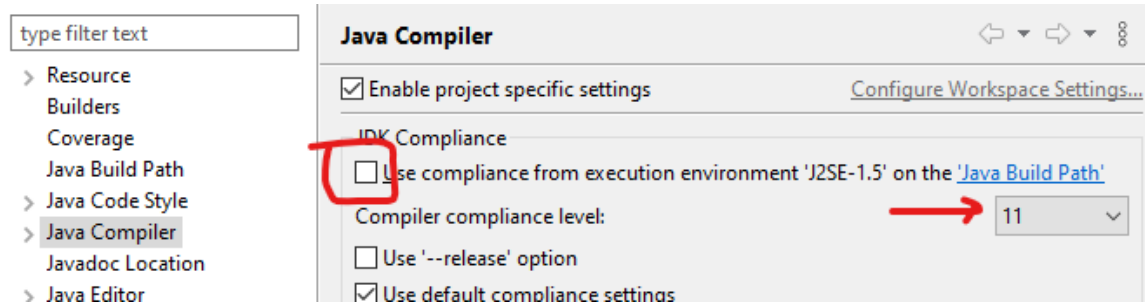 type filter text
Resource
Builders
Coverage
Java Build Path
Java Code Style
Java Compiler
Javadoc Location
Java Editor
Java Compiler
Enable project specific settings
Configure Workspace Settings...
JDK Compliance
Use compliance from execution environment 'J2SE-1.5' on the 'Java Build Path'
Compiler compliance level:
11
Use '--release' option
Use default compliance settings